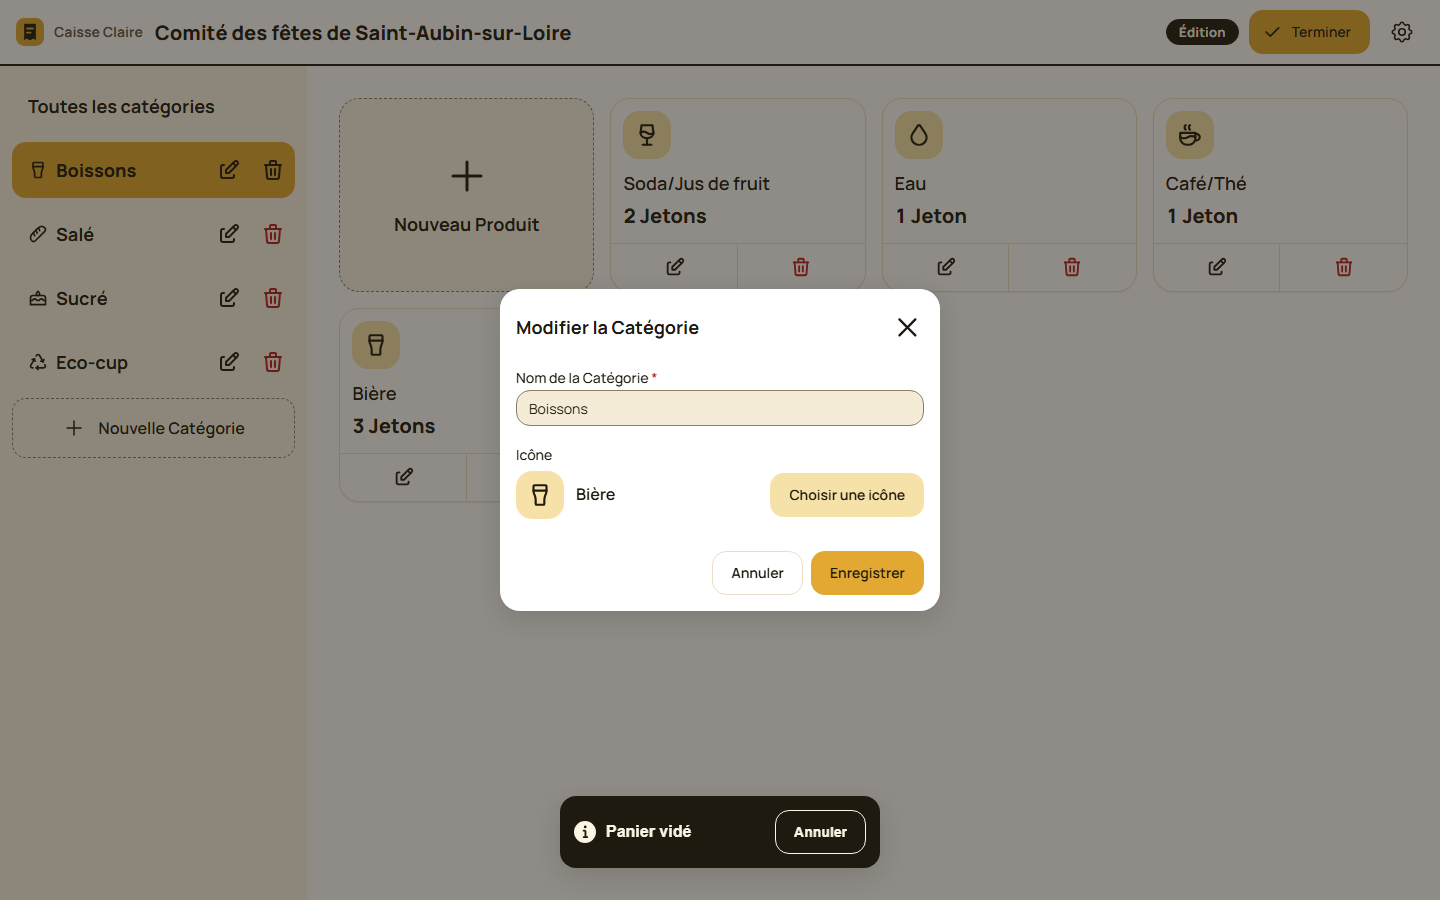 Caisse Claire
Comité des fêtes de Saint-Aubin-sur-Loire
Édition
Terminer
Toutes les catégories
Boissons
Salé
Sucré
Eco-cup
Nouvelle Catégorie
Nouveau Produit
Soda/Jus de fruit
2 Jetons
Eau
1 Jeton
Café/Thé
1 Jeton
Bière
3 Jetons
Modifier la Catégorie
Nom de la Catégorie *
Boissons
Icône
Bière
Choisir une icône
Annuler
Enregistrer
Panier vidé
Annuler